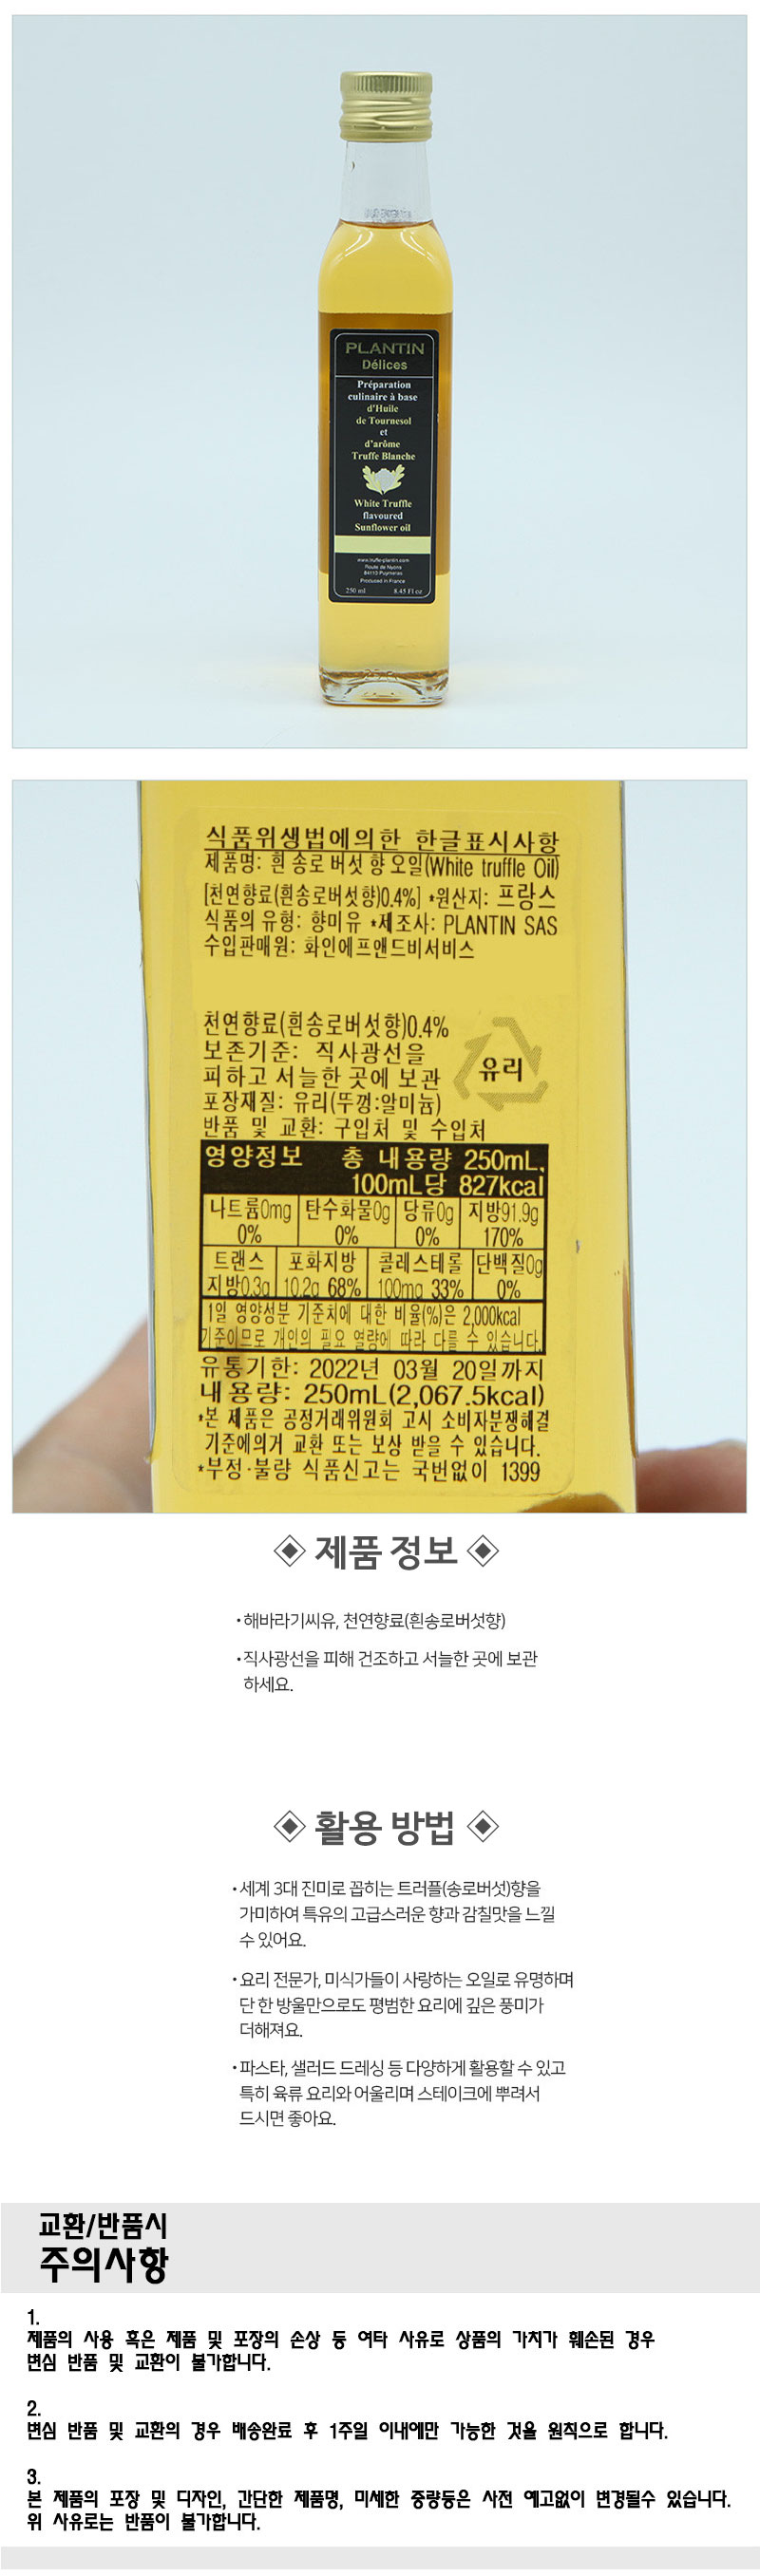 PLANTIN
Délices
Préparation
culinaire à base
d'Huile
de Tournesol
et
d'arôme
Truffe Blanche
White Truffle
flavoured
Sunflower oil
www.truffe-plantin.com
Route de Nyons
84110 Puyméras
Produced in France
250 ml 8.45 Fl oz
식품위생법에의한 한글표시사항
제품명: 흰 송로 버섯 향 오일(White truffle Oil)
[천연향료(흰송로버섯향)0.4%] *원산지: 프랑스
식품의 유형: 향미유 *제조사: PLANTIN SAS
수입판매원: 화인에프앤드비서비스
천연향료(흰송로버섯향)0.4%
보존기준: 직사광선을
피하고 서늘한 곳에 보관
유리
포장재질: 유리(뚜껑:알미늄)
반품 및 교환: 구입처 및 수입처
영양정보 총 내용량 250mL,
100mL당 827kcal
나트륨0mg 탄수화물0g 당류0g 지방91.9g
0% 0% 0% 170%
트랜스 포화지방 콜레스테롤 단백질0g
지방0.3g 10.2g 68% 100mg 33% 0%
1일 영양성분 기준치에 대한 비율(%)은 2,000kcal
기준이므로 개인의 필요 열량에 따라 다를 수 있습니다.
유통기한: 2022년 03월 20일까지
내용량: 250mL(2,067.5kcal)
*본 제품은 공정거래위원회 고시 소비자분쟁해결
기준에의거 교환 또는 보상 받을 수 있습니다.
*부정·불량 식품신고는 국번없이 1399
제품 정보
·해바라기씨유, 천연향료(흰송로버섯향)
·직사광선을 피해 건조하고 서늘한 곳에 보관
하세요.
활용 방법
·세계 3대 진미로 꼽히는 트러플(송로버섯)향을
가미하여 특유의 고급스러운 향과 감칠맛을 느낄
수 있어요.
·요리 전문가, 미식가들이 사랑하는 오일로 유명하며
단 한 방울만으로도 평범한 요리에 깊은 풍미가
더해져요.
·파스타, 샐러드 드레싱 등 다양하게 활용할 수 있고
특히 육류 요리와 어울리며 스테이크에 뿌려서
드시면 좋아요.
교환/반품시
주의사항
1.
제품의 사용 혹은 제품 및 포장의 손상 등 여타 사유로 상품의 가치가 훼손된 경우
변심 반품 및 교환이 불가합니다.
2.
변심 반품 및 교환의 경우 배송완료 후 1주일 이내에만 가능한 것을 원칙으로 합니다.
3.
본 제품의 포장 및 디자인, 간단한 제품명, 미세한 중량등은 사전 예고없이 변경될수 있습니다.
위 사유로는 반품이 불가합니다.